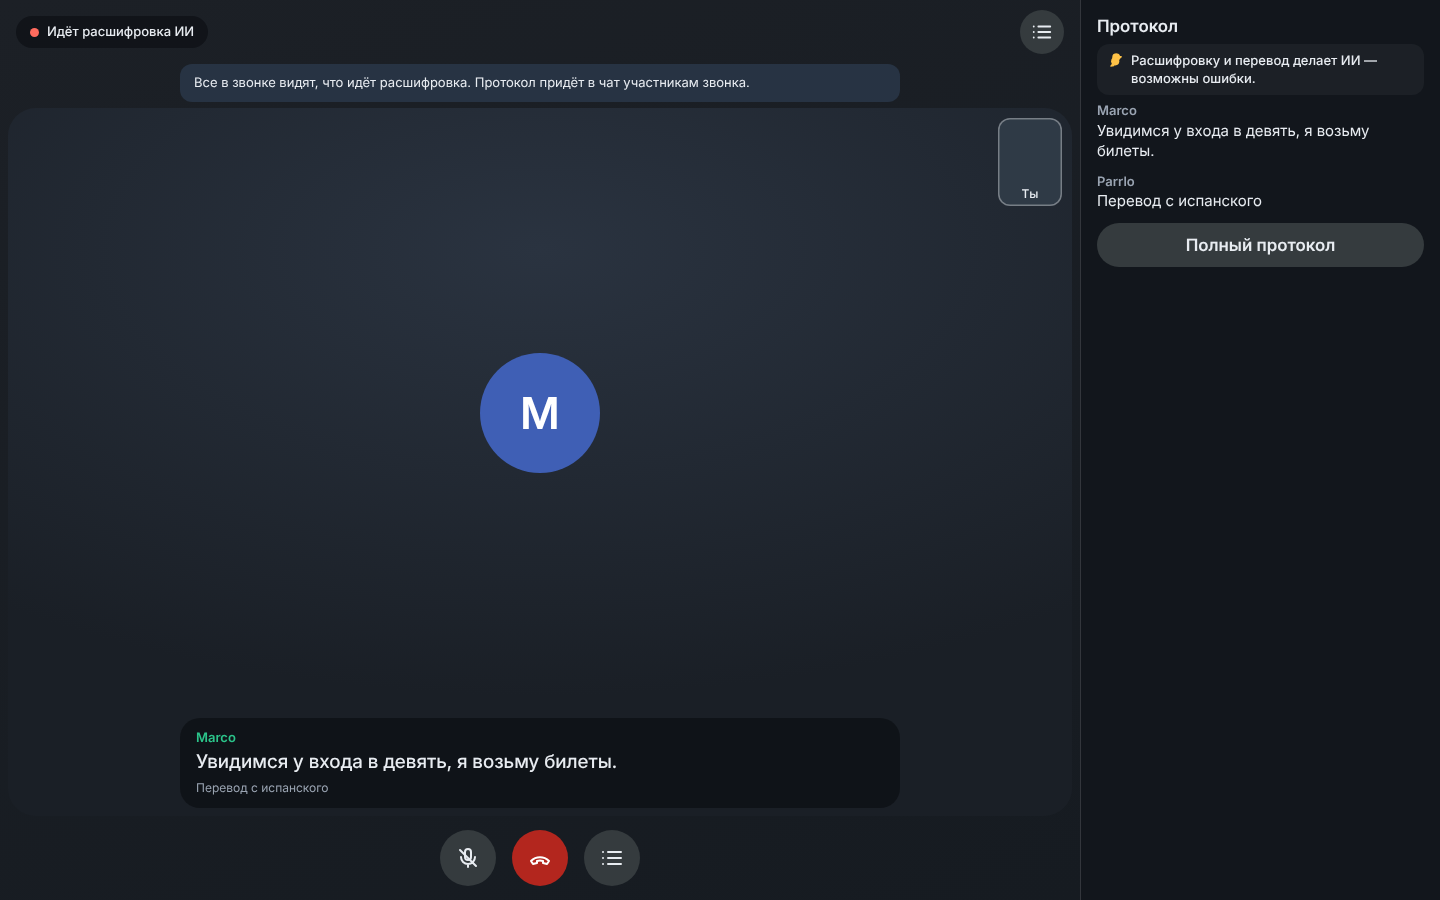 Идёт расшифровка ИИ
Все в звонке видят, что идёт расшифровка. Протокол придёт в чат участникам звонка.
Ты
M
Marco
Увидимся у входа в девять, я возьму билеты.
Перевод с испанского
Протокол
Расшифровку и перевод делает ИИ —
возможны ошибки.
Marco
Увидимся у входа в девять, я возьму
билеты.
Parrlo
Перевод с испанского
Полный протокол